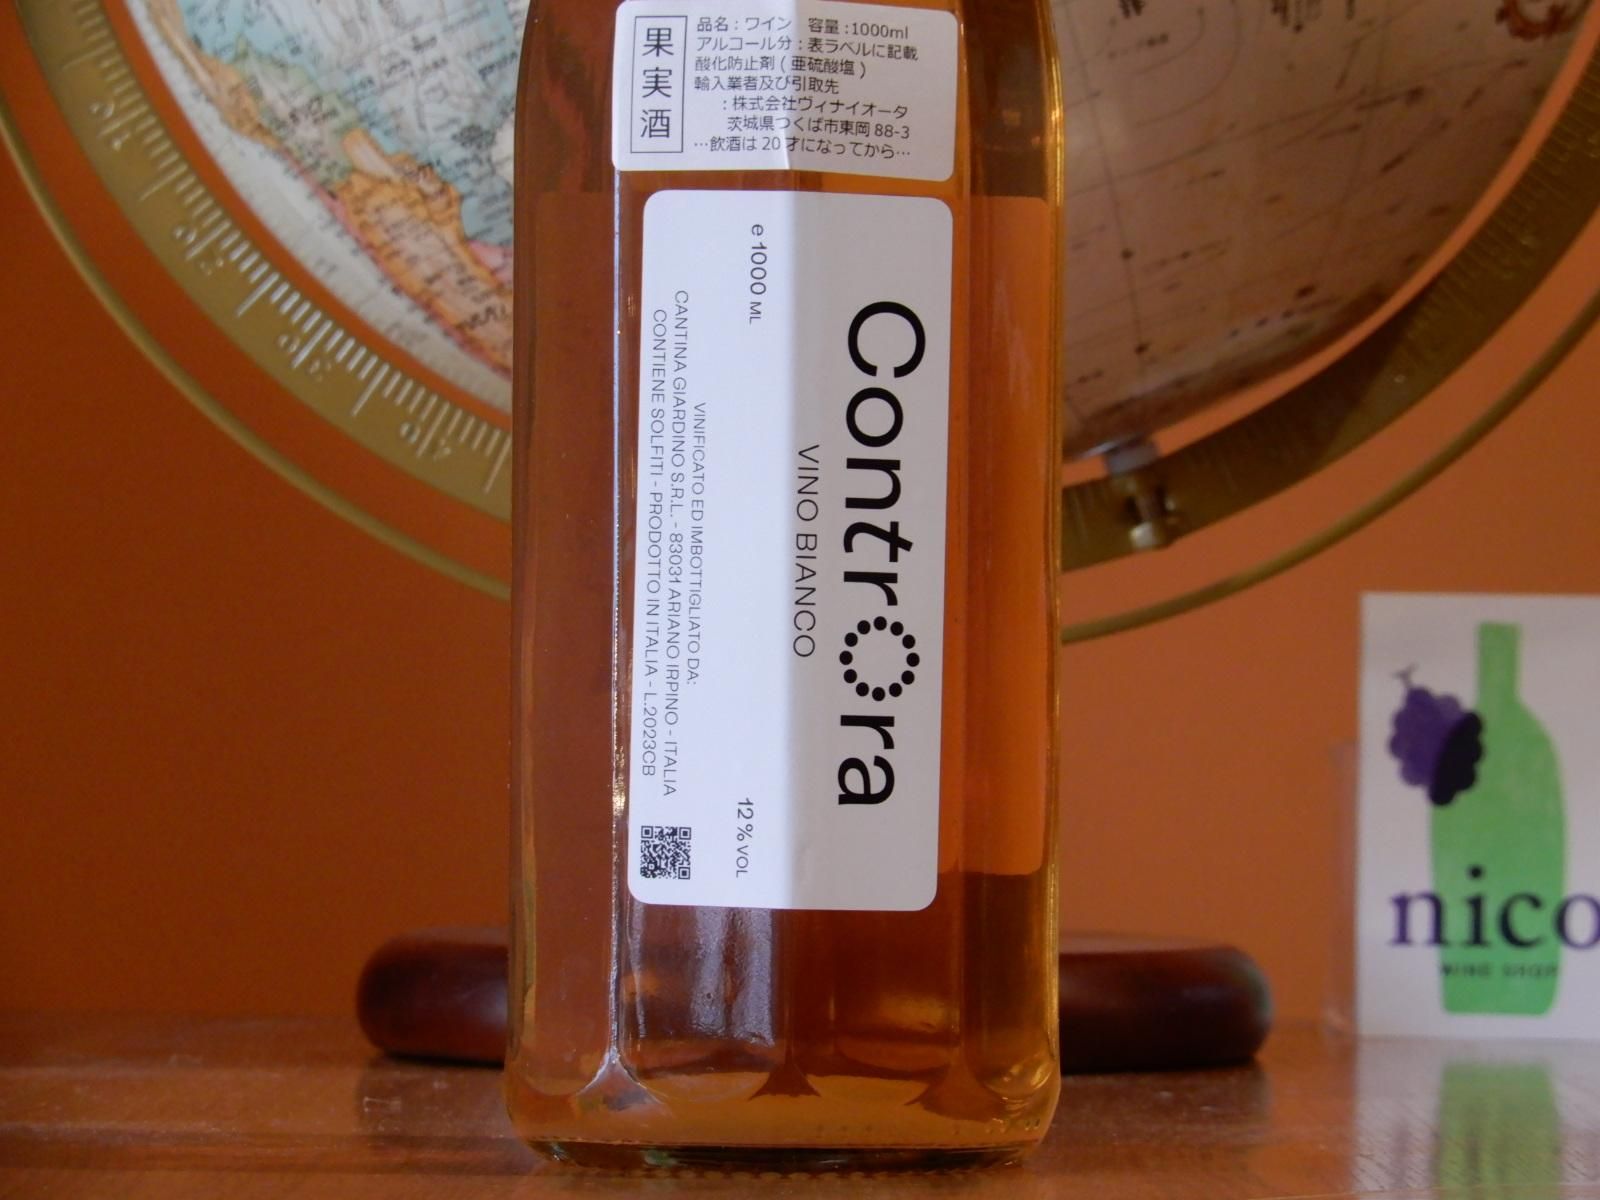 果実酒
品名：ワイン 容量：1000ml
アルコール分：表ラベルに記載
酸化防止剤（亜硫酸塩）
輸入業者及び引取先
：株式会社ヴィナイオータ
茨城県つくば市東岡 88-3
…飲酒は 20 才になってから…
Controra
VINO BIANCO
e 1000 ML
12% VOL
VINIFICATO ED IMBOTTIGLIATO DA:
CANTINA GIARDINO S.R.L. - 83031 ARIANO IRPINO - ITALIA
CONTIENE SOLFITI - PRODOTTO IN ITALIA - L.2023CB
nico
WINE SHOP